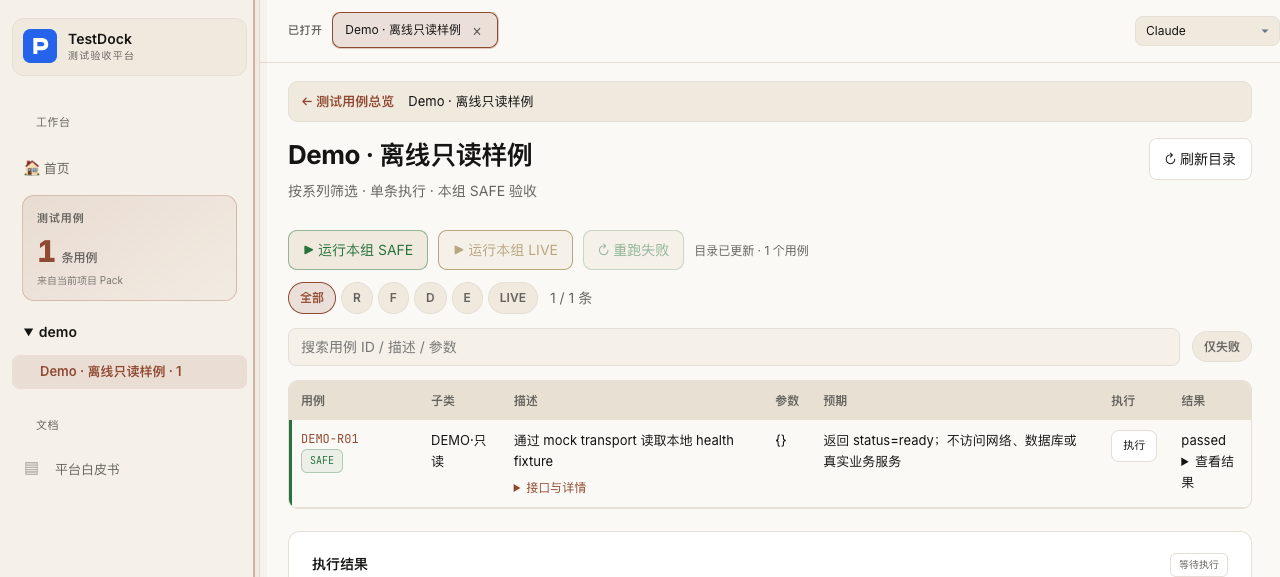 P
TestDock
测试验收平台
工作台
🏠 首页
测试用例
1 条用例
来自当前项目 Pack
▼ demo
Demo · 离线只读样例 · 1
文档
▤ 平台白皮书
已打开 Demo · 离线只读样例 ×
Claude
← 测试用例总览 Demo · 离线只读样例
Demo · 离线只读样例
↻ 刷新目录
按系列筛选 · 单条执行 · 本组 SAFE 验收
▶ 运行本组 SAFE ▶ 运行本组 LIVE ↻ 重跑失败 目录已更新 · 1 个用例
全部 R F D E LIVE 1 / 1 条
搜索用例 ID / 描述 / 参数 仅失败
用例 子类 描述 参数 预期 执行 结果
DEMO-R01
SAFE
DEMO·只
读
通过 mock transport 读取本地 health
fixture
▶ 接口与详情
{}
返回 status=ready；不访问网络、数据库或
真实业务服务
执行
passed
▶ 查看结
果
执行结果 等待执行